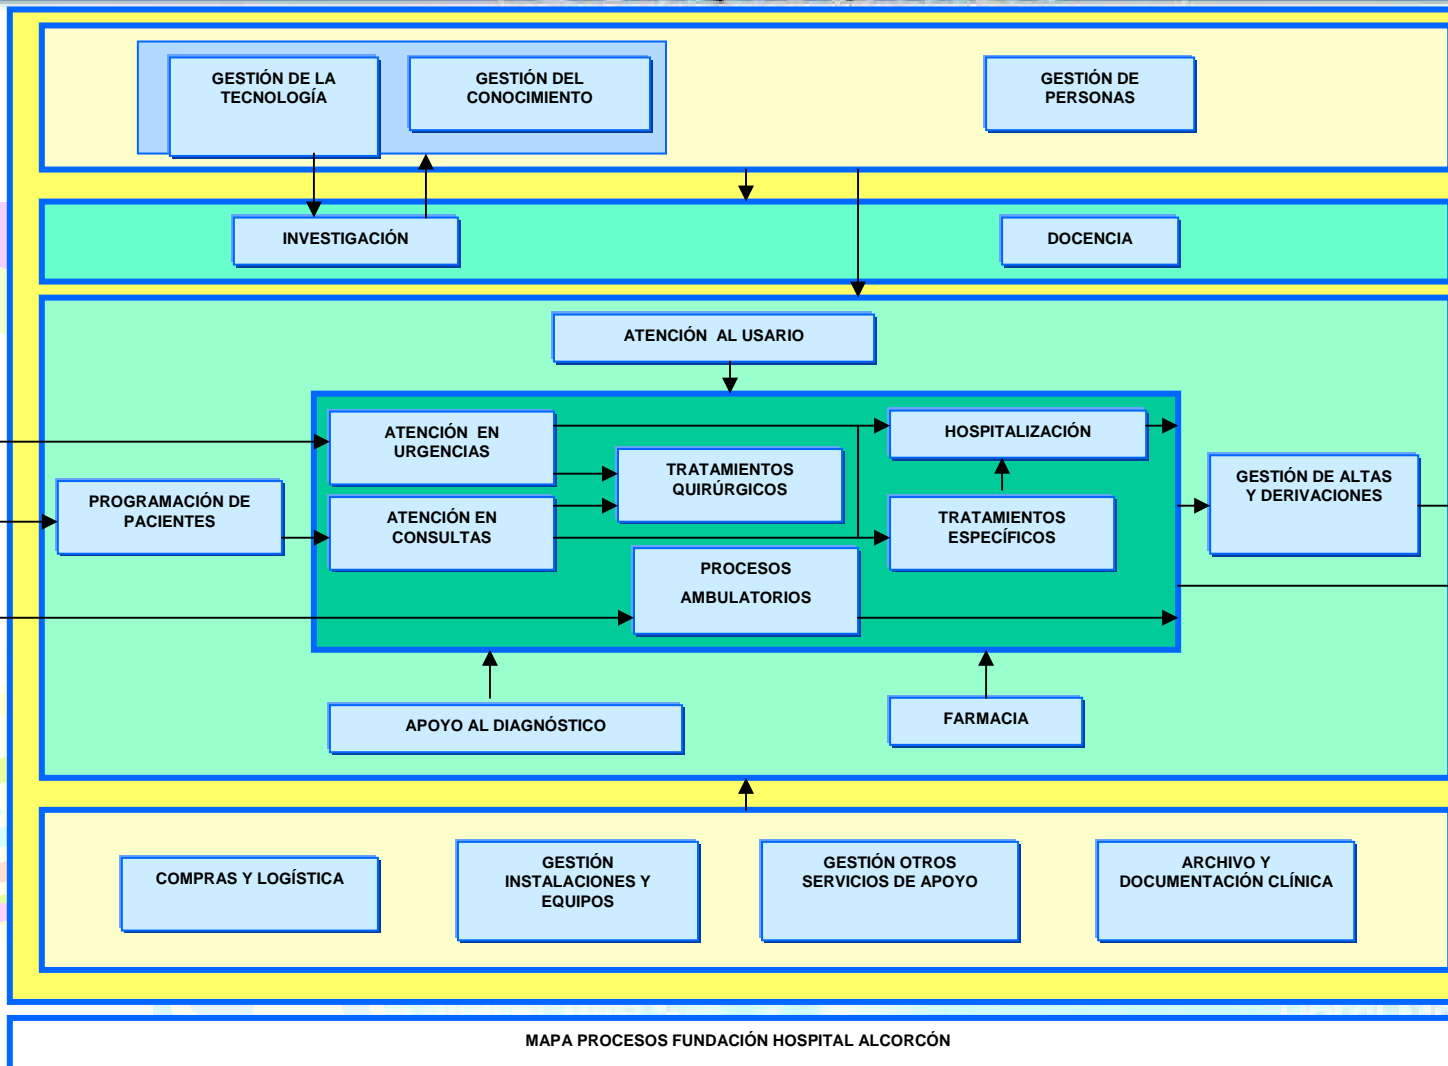 GESTIÓN DE LA
TECNOLOGÍA
GESTIÓN DEL
CONOCIMIENTO
GESTIÓN DE
PERSONAS
INVESTIGACIÓN
DOCENCIA
ATENCIÓN AL USARIO
ATENCIÓN EN
URGENCIAS
HOSPITALIZACIÓN
TRATAMIENTOS
QUIRÚRGICOS
GESTIÓN DE ALTAS
Y DERIVACIONES
PROGRAMACIÓN DE
PACIENTES
ATENCIÓN EN
CONSULTAS
TRATAMIENTOS
ESPECÍFICOS
PROCESOS
AMBULATORIOS
APOYO AL DIAGNÓSTICO
FARMACIA
COMPRAS Y LOGÍSTICA
GESTIÓN
INSTALACIONES Y
EQUIPOS
GESTIÓN OTROS
SERVICIOS DE APOYO
ARCHIVO Y
DOCUMENTACIÓN CLÍNICA
MAPA PROCESOS FUNDACIÓN HOSPITAL ALCORCÓN